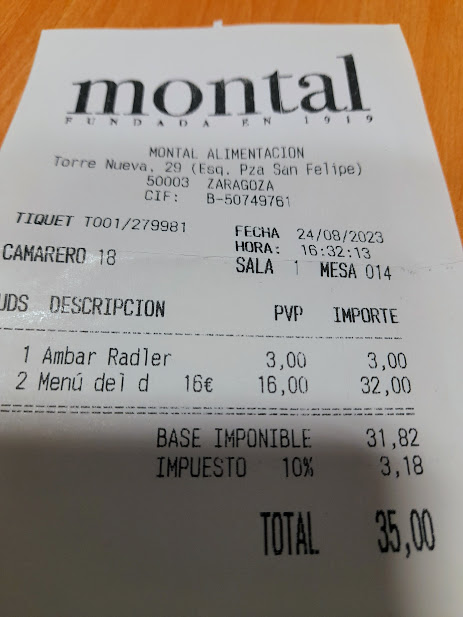 montal
FUNDADA EN 1919
MONTAL ALIMENTACION
Torre Nueva, 29 (Esq. Pza San Felipe)
50003 ZARAGOZA
CIF: B-50749761
TIQUET T001/279981 FECHA 24/08/2023
HORA: 16:32:13
CAMARERO 18 SALA 1 MESA 014
UDS DESCRIPCION PVP IMPORTE
1 Ambar Radler 3,00 3,00
2 Menú del d 16€ 16,00 32,00
BASE IMPONIBLE 31,82
IMPUESTO 10% 3,18
TOTAL 35,00